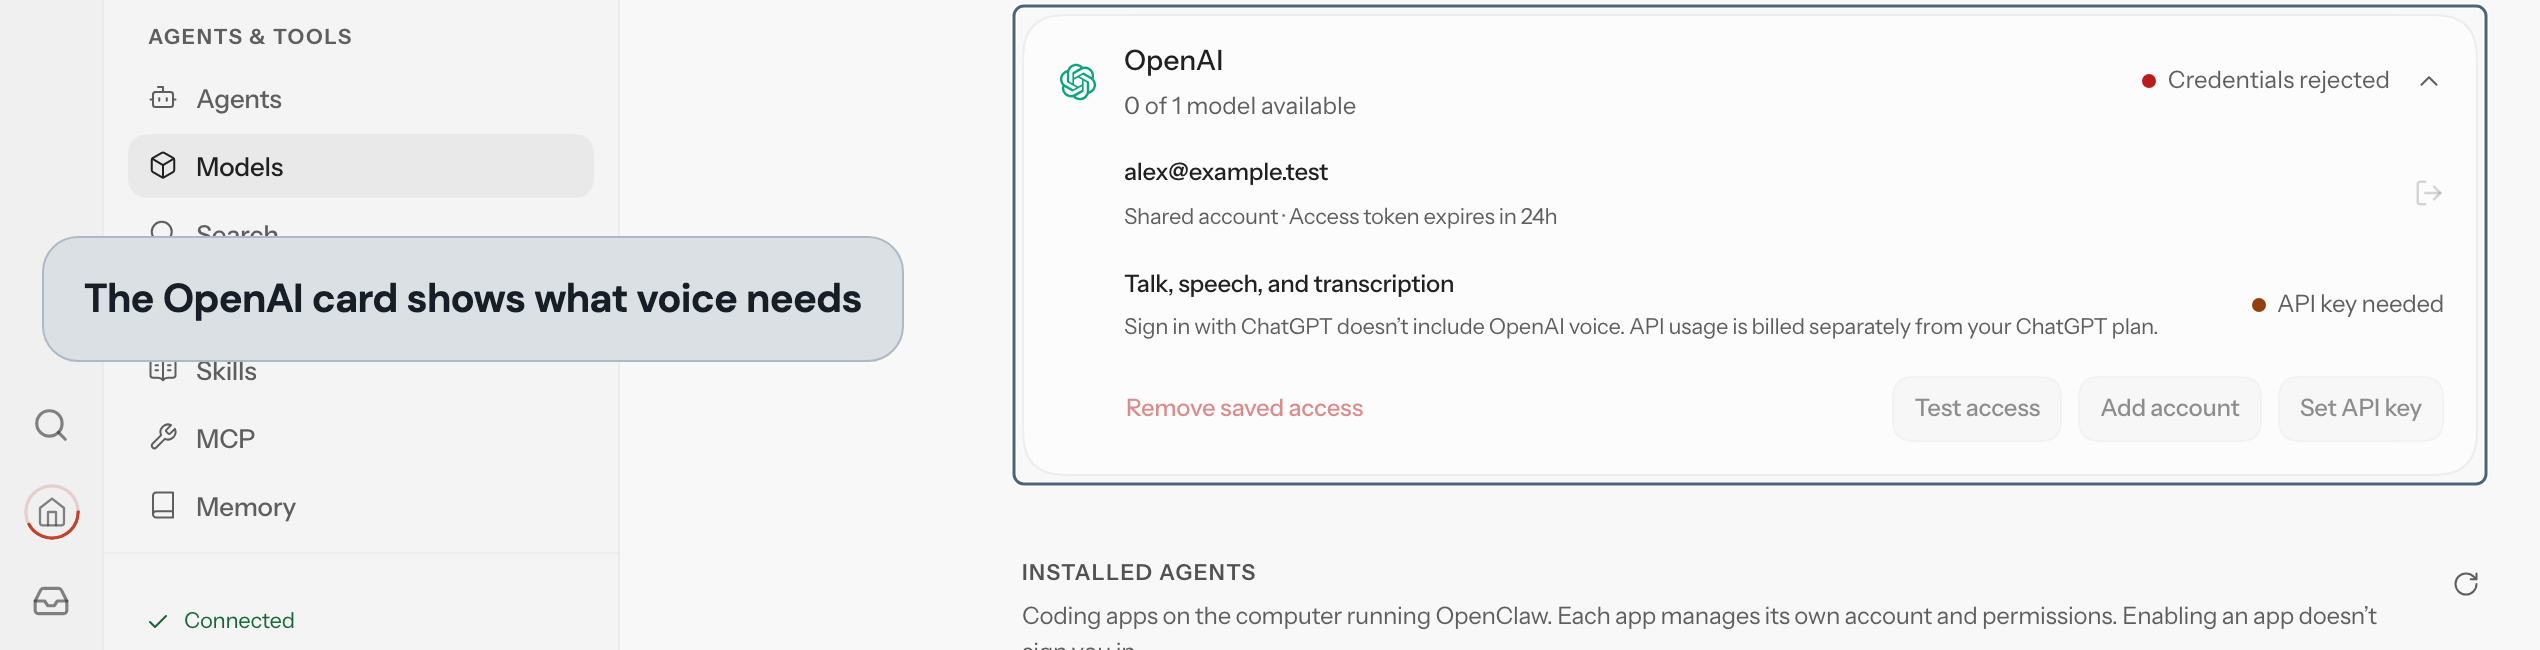 AGENTS & TOOLS
Agents
Models
Search
The OpenAI card shows what voice needs
Skills
MCP
Memory
Connected
OpenAI
0 of 1 model available
Credentials rejected
alex@example.test
Shared account · Access token expires in 24h
Talk, speech, and transcription
Sign in with ChatGPT doesn’t include OpenAI voice. API usage is billed separately from your ChatGPT plan.
API key needed
Remove saved access
Test access
Add account
Set API key
INSTALLED AGENTS
Coding apps on the computer running OpenClaw. Each app manages its own account and permissions. Enabling an app doesn’t
sign you in.